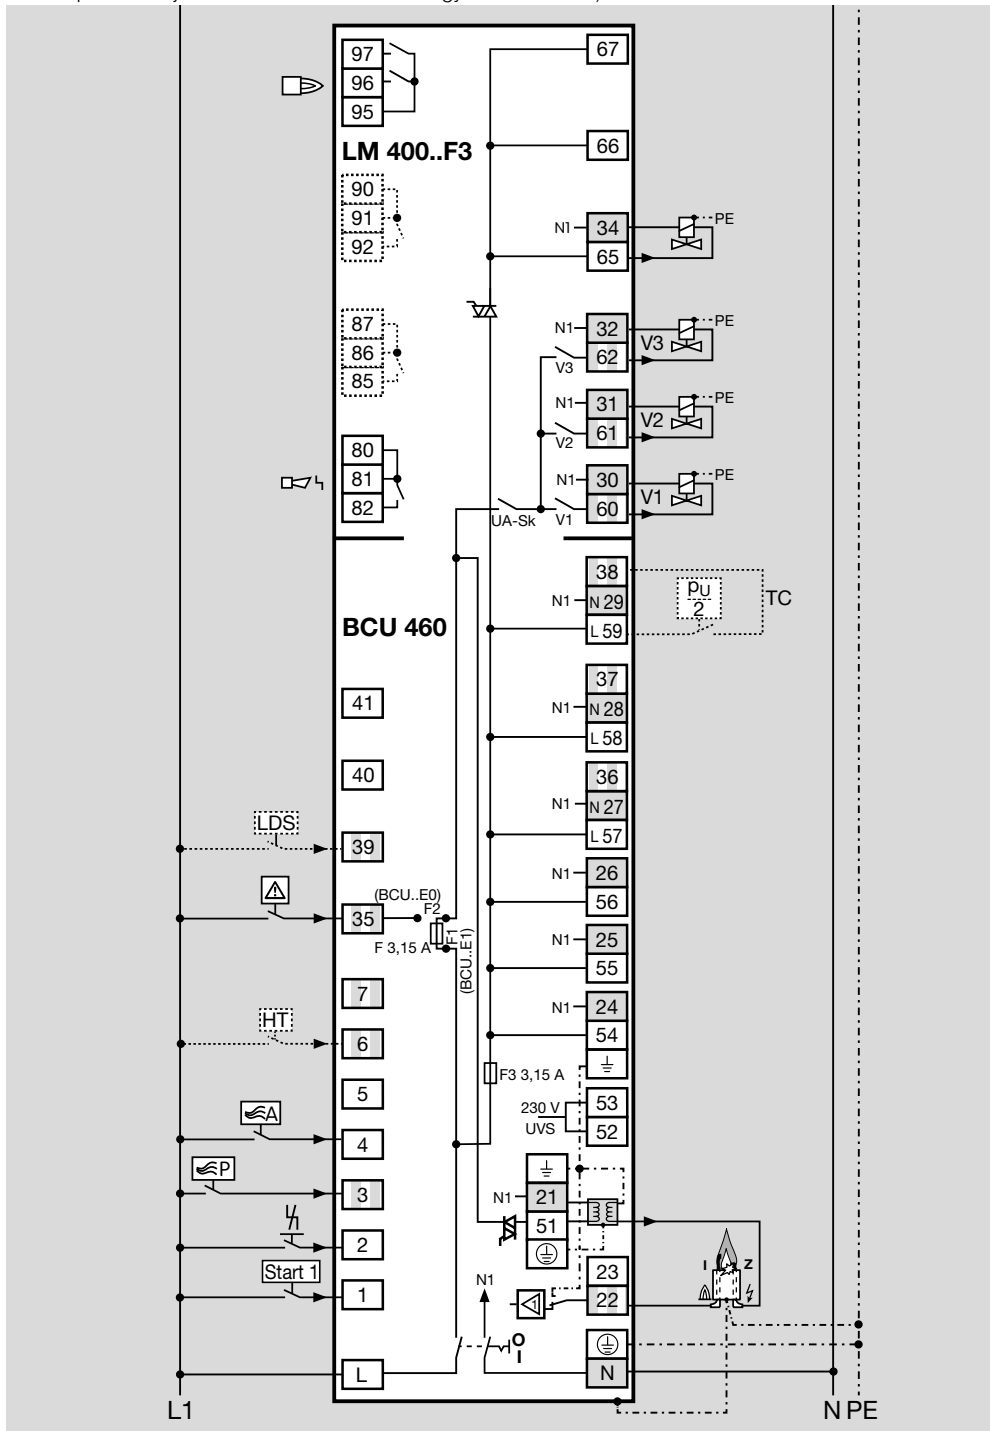 97
67
96
95
LM 400..F3
66
90
91
92
N1
34
PE
65
87
86
85
N1
32
PE
V3
62
V3
N1
31
PE
V2
61
V2
80
81
82
N1
30
PE
V1
60
UA-Sk
V1
BCU 460
38
N1
N 29
L 59
pU
2
TC
37
N1
N 28
L 58
41
36
N1
N 27
L 57
40
LDS
39
N1
26
56
(BCU..E0)
35
F2
F1
F 3,15 A
(BCU..E1)
N1
25
55
7
N1
24
54
HT
6
F3 3,15 A
5
230 V
UVS
53
52
A
4
P
3
N1
21
51
2
Start 1
1
N1
23
22
1
I
Z
O
I
L
N
L1
N PE